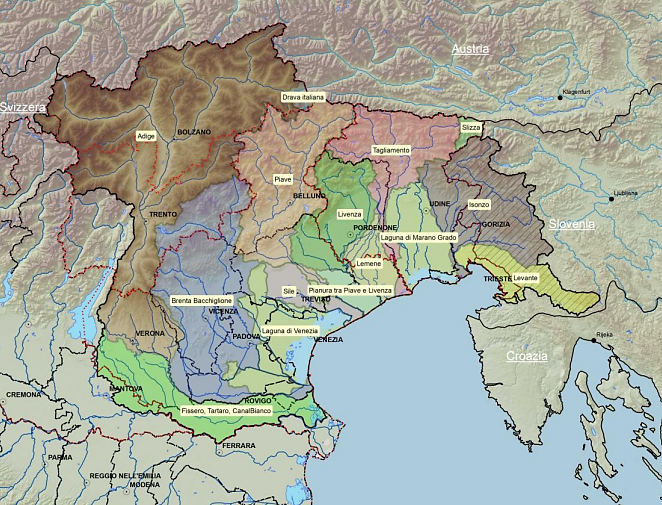 Austria
Klagenfurt
Svizzera
Drava italiana
Slizza
BOLZANO
Adige
Tagliamento
Piave
BELLUNO
Ljubljana
UDINE
Isonzo
TRENTO
Livenza
GORIZIA
Slovenia
PORDENONE
Laguna di Marano Grado
Lemene
TRIESTE
Levante
Sile
Pianura tra Piave e Livenza
Brenta Bacchiglione
TREVISO
VICENZA
Laguna di Venezia
VERONA
PADOVA
VENEZIA
Rijeka
Croazia
MANTOVA
CREMONA
ROVIGO
Fissero, Tartaro, CanalBianco
FERRARA
PARMA
REGGIO NELL'EMILIA
MODENA